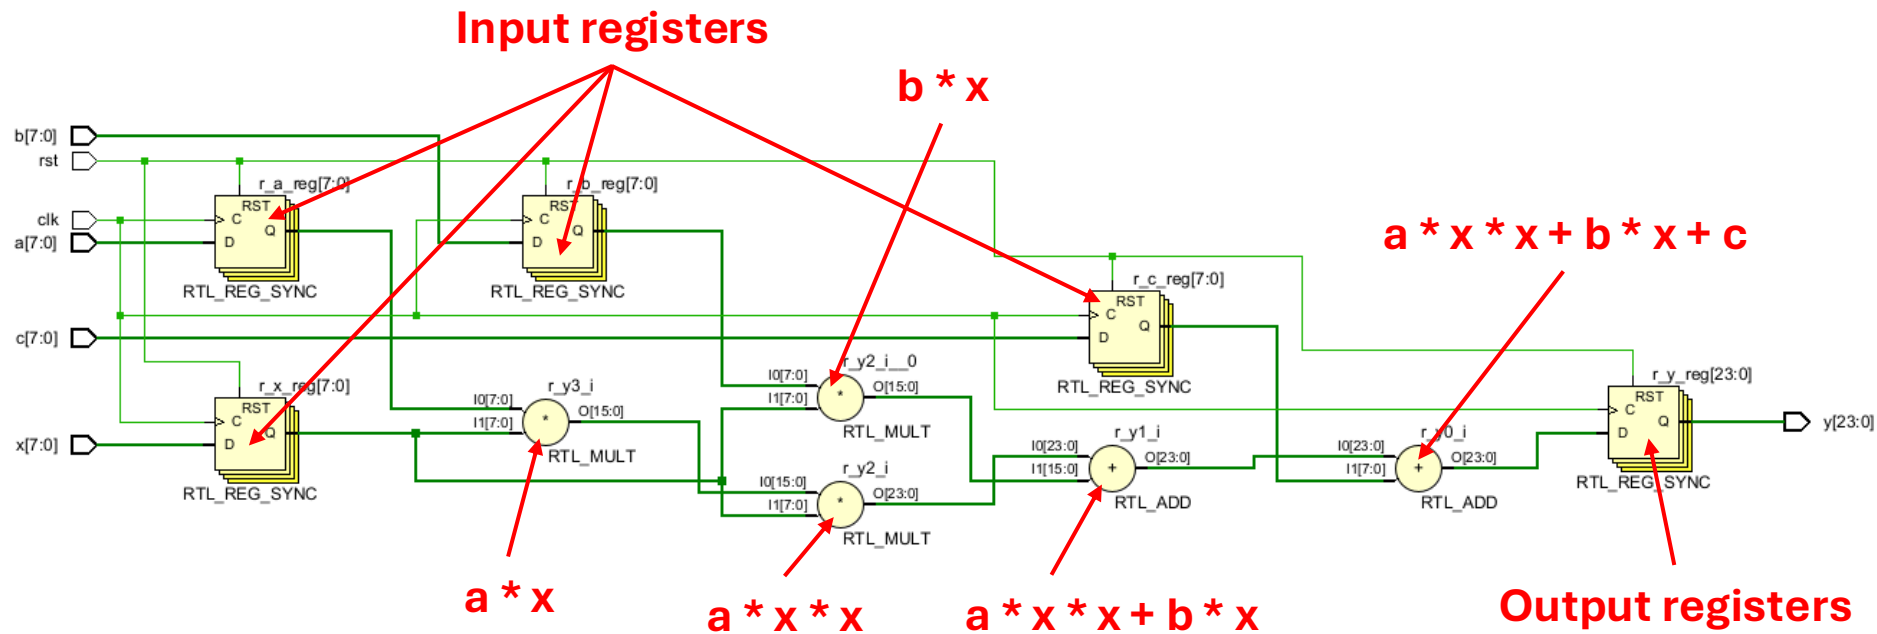 Input registers
b * x
b[7:0]
rst
r_a_reg[7:0]
RST
C
Q
D
RTL_REG_SYNC
r_b_reg[7:0]
RST
C
Q
D
RTL_REG_SYNC
clk
a[7:0]
a * x * x + b * x + c
r_c_reg[7:0]
RST
C
Q
D
RTL_REG_SYNC
c[7:0]
r_x_reg[7:0]
RST
C
Q
D
RTL_REG_SYNC
x[7:0]
r_y3_i
I0[7:0]
I1[7:0]
*
O[15:0]
RTL_MULT
r_y2_i__0
I0[7:0]
I1[7:0]
*
O[15:0]
RTL_MULT
r_y2_i
I0[15:0]
I1[7:0]
*
O[23:0]
RTL_MULT
r_y1_i
I0[23:0]
I1[15:0]
+
O[23:0]
RTL_ADD
r_y0_i
I0[23:0]
I1[7:0]
+
O[23:0]
RTL_ADD
r_y_reg[23:0]
RST
C
Q
D
RTL_REG_SYNC
y[23:0]
a * x
a * x * x
a * x * x + b * x
Output registers